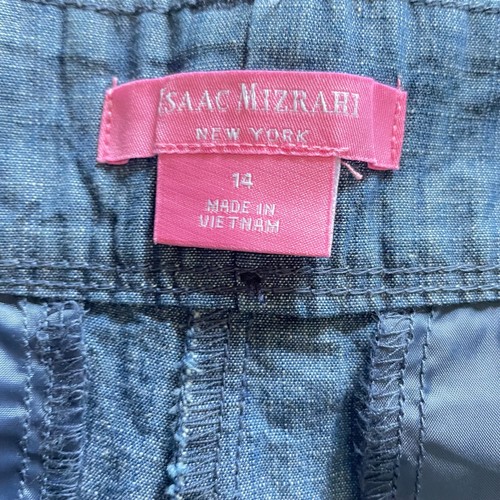 ISAAC MIZRAHI
NEW YORK
14
MADE IN
VIETNAM